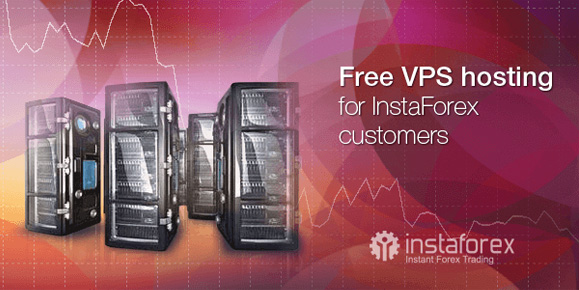 Free VPS hosting
for InstaForex
customers
instaforex
Instant Forex Trading